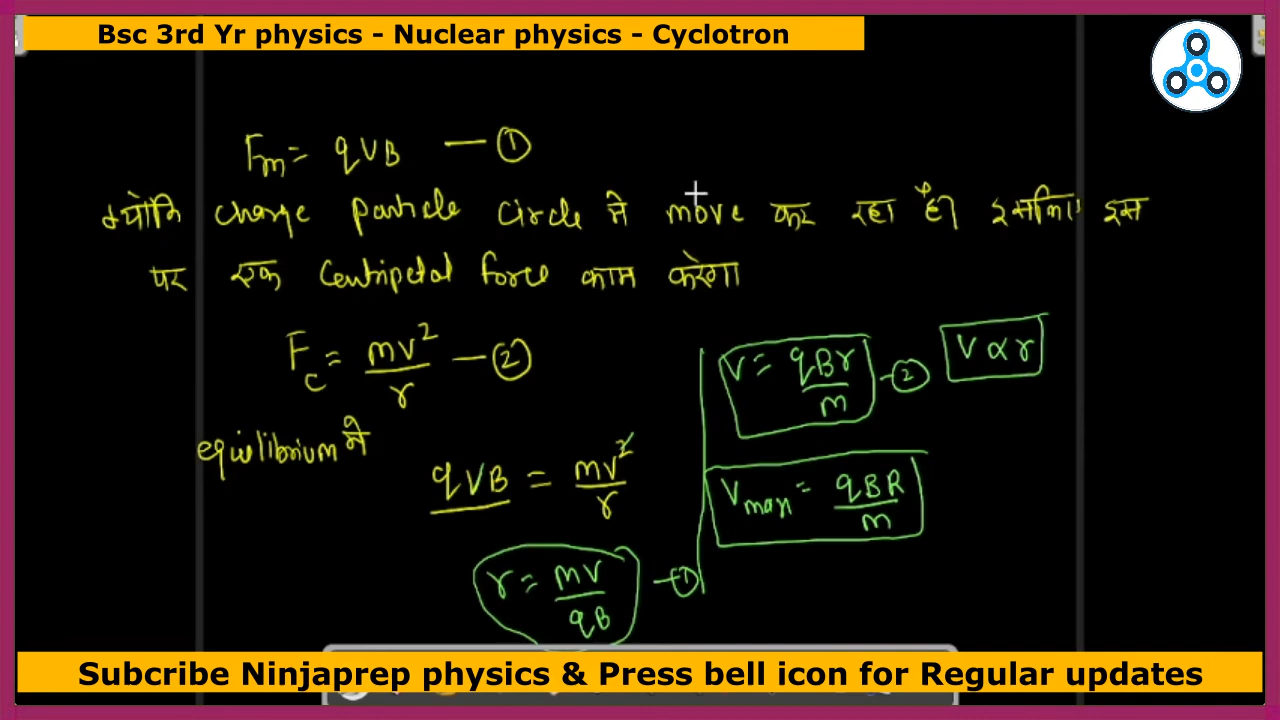 Bsc 3rd Yr physics - Nuclear physics - Cyclotron
Fm = qVB — ①
क्योंकि charge particle circle में move कर रहा है। इसलिए इस
पर एक Centripetal force काम करेगा
Fc = mv²/r — ②
equilibrium में
qVB = mv²/r
r = mv/qB — ①
V = qBr/m — ②
V ∝ r
Vmax = qBR/m
Subcribe Ninjaprep physics & Press bell icon for Regular updates